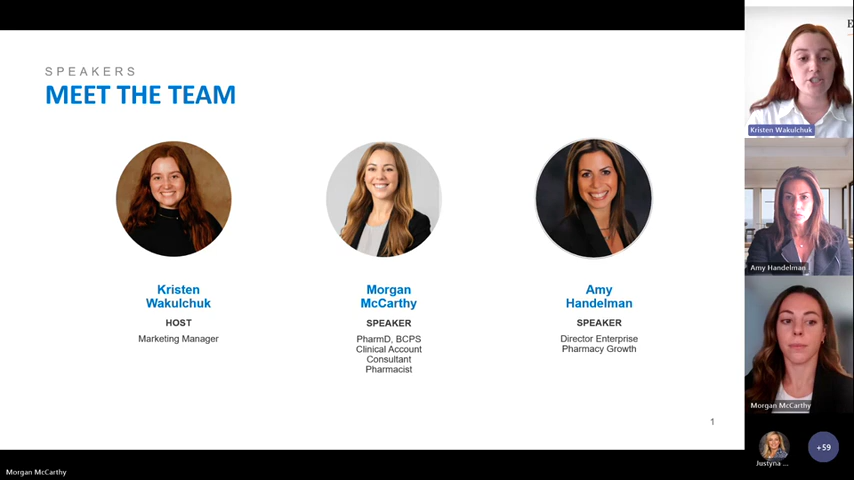 SPEAKERS
MEET THE TEAM
Kristen
Wakulchuk
HOST
Marketing Manager
Morgan
McCarthy
SPEAKER
PharmD, BCPS
Clinical Account
Consultant
Pharmacist
Amy
Handelman
SPEAKER
Director Enterprise
Pharmacy Growth
1
E
Kristen Wakulchuk
Amy Handelman
Morgan McCarthy
Justyna ...
+59
Morgan McCarthy